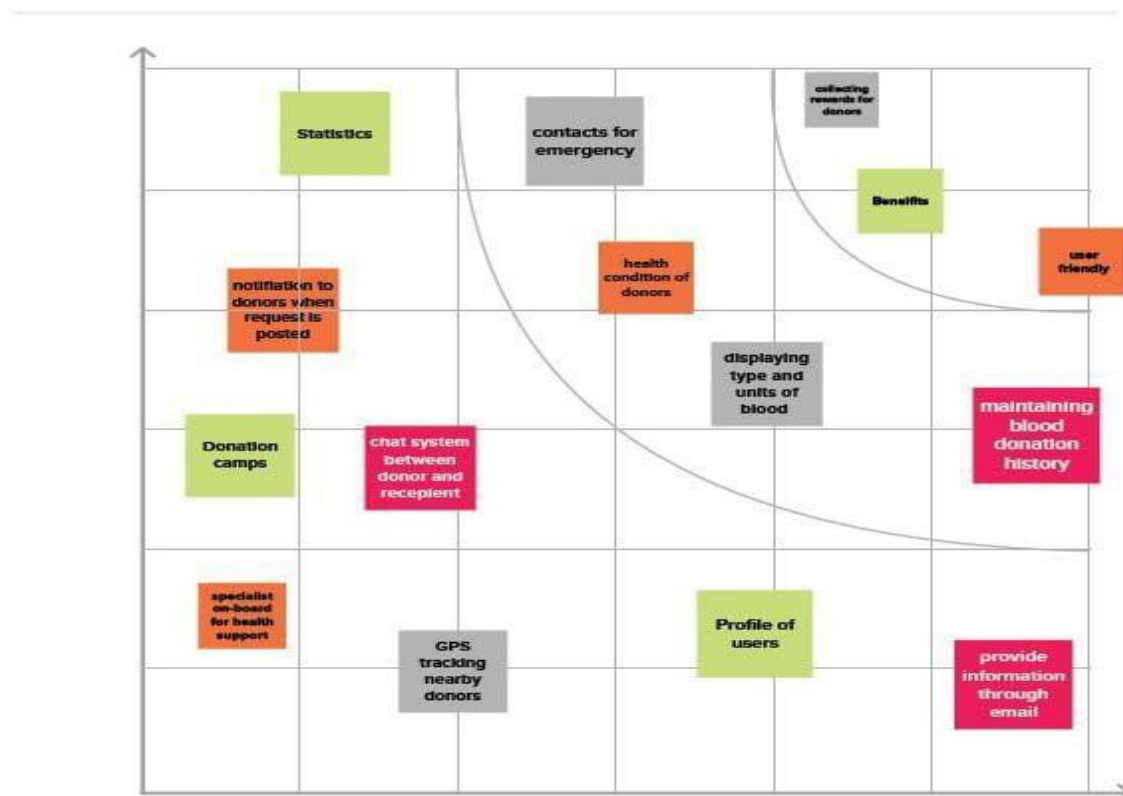 Statistics
contacts for
emergency
collecting
rewards for
donors
Beneifits
user
friendly
health
condition of
donors
notifiation to
donors when
request is
posted
displaying
type and
units of
blood
maintaining
blood
donation
history
Donation
camps
chat system
between
donor and
recepient
specialist
on-board
for health
support
GPS
tracking
nearby
donors
Profile of
users
provide
information
through
email